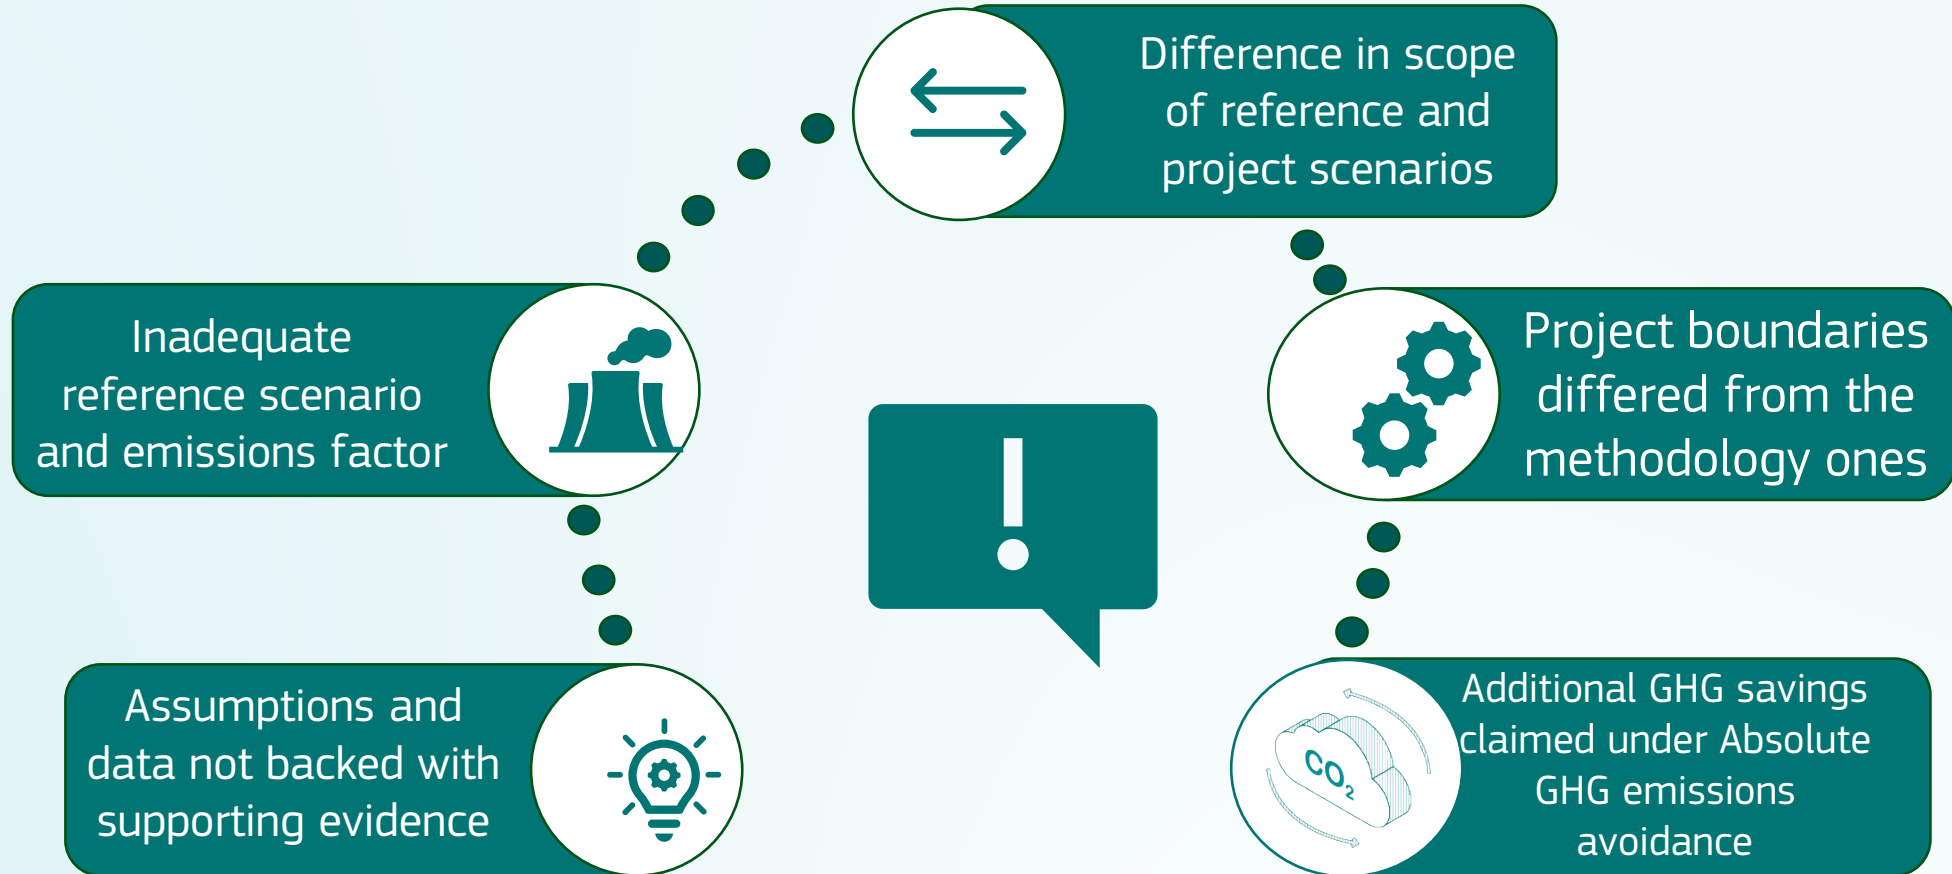 Difference in scope
of reference and
project scenarios
Inadequate
reference scenario
and emissions factor
Project boundaries
differed from the
methodology ones
!
Assumptions and
data not backed with
supporting evidence
Additional GHG savings
claimed under Absolute
GHG emissions
avoidance
CO₂